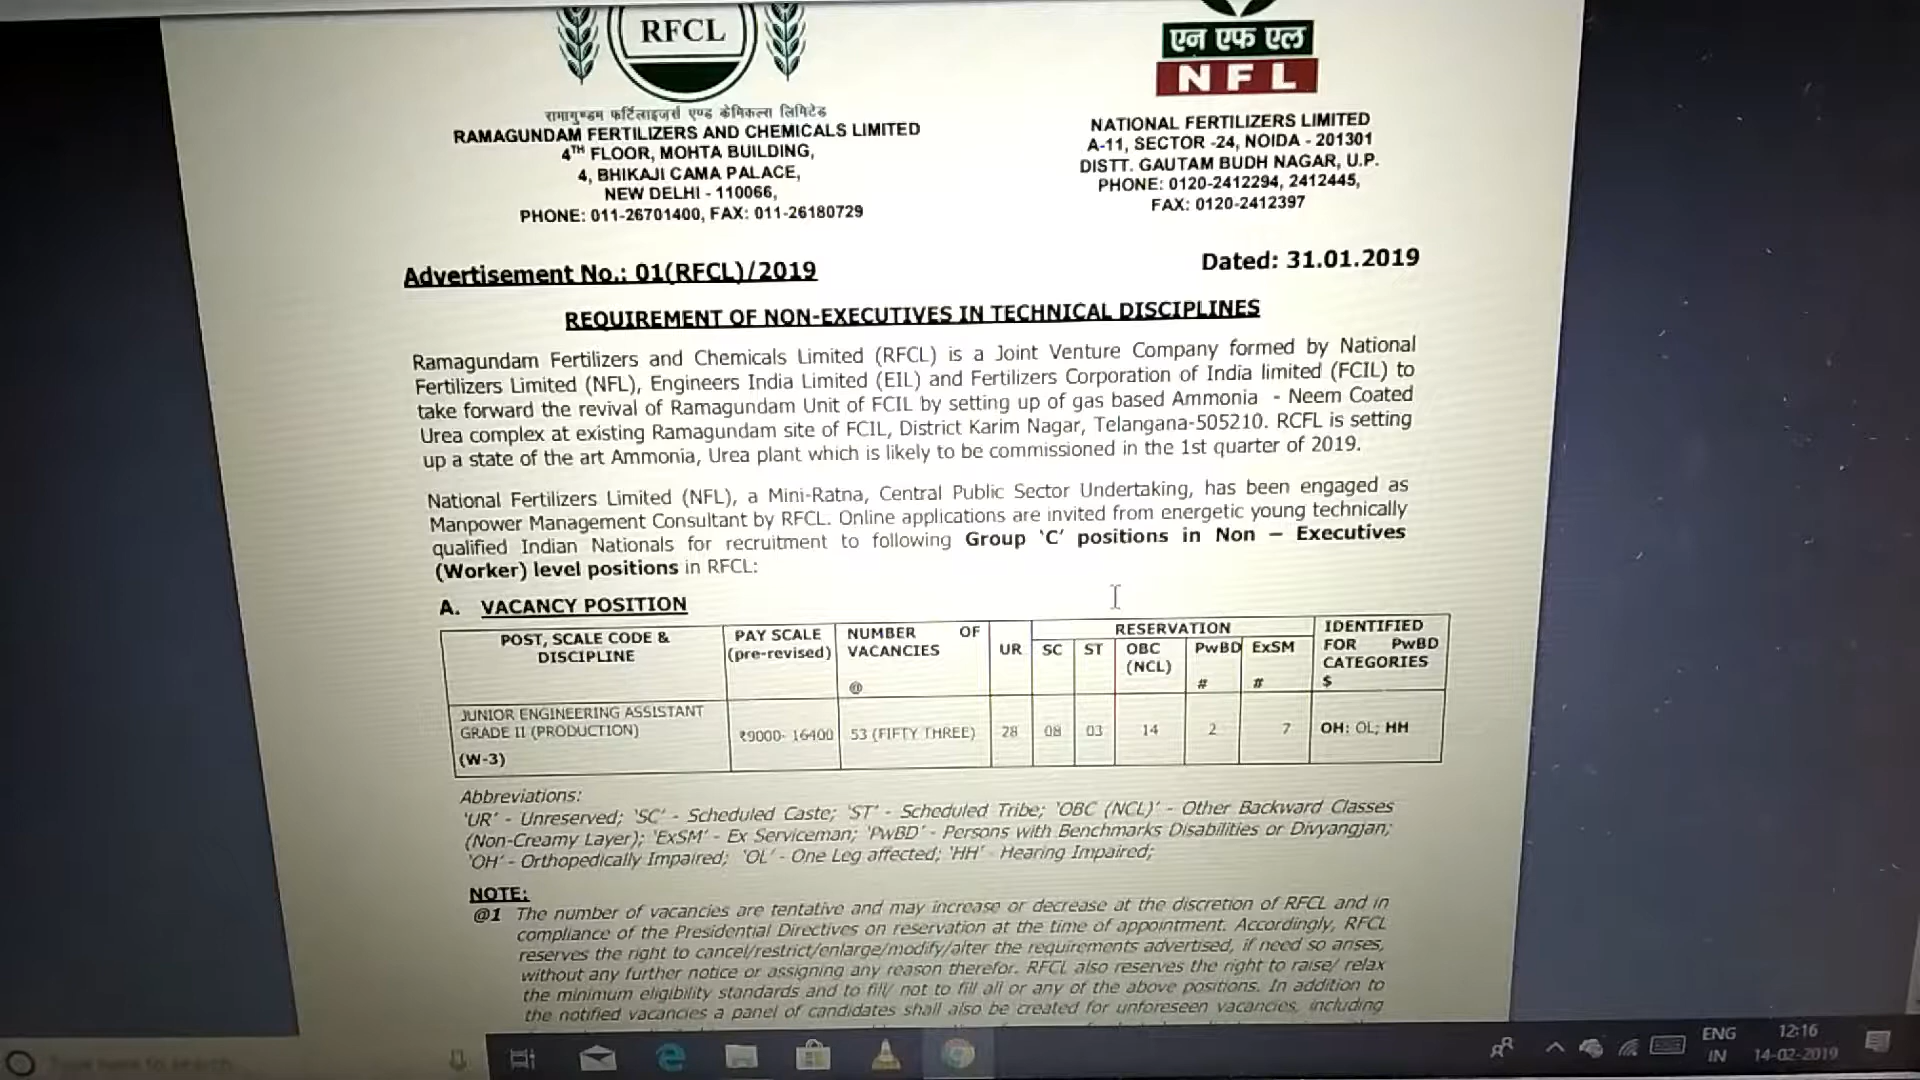 RFCL
रामागुण्डम फर्टिलाइजर्स एण्ड केमिकल्स लिमिटेड
RAMAGUNDAM FERTILIZERS AND CHEMICALS LIMITED
4TH FLOOR, MOHTA BUILDING,
4, BHIKAJI CAMA PALACE,
NEW DELHI - 110066,
PHONE: 011-26701400, FAX: 011-26180729
एन एफ एल
NFL
NATIONAL FERTILIZERS LIMITED
A-11, SECTOR -24, NOIDA - 201301
DISTT. GAUTAM BUDH NAGAR, U.P.
PHONE: 0120-2412294, 2412445,
FAX: 0120-2412397
Advertisement No.: 01(RFCL)/2019
Dated: 31.01.2019
REQUIREMENT OF NON-EXECUTIVES IN TECHNICAL DISCIPLINES
Ramagundam Fertilizers and Chemicals Limited (RFCL) is a Joint Venture Company formed by National
Fertilizers Limited (NFL), Engineers India Limited (EIL) and Fertilizers Corporation of India limited (FCIL) to
take forward the revival of Ramagundam Unit of FCIL by setting up of gas based Ammonia - Neem Coated
Urea complex at existing Ramagundam site of FCIL, District Karim Nagar, Telangana-505210. RCFL is setting
up a state of the art Ammonia, Urea plant which is likely to be commissioned in the 1st quarter of 2019.
National Fertilizers Limited (NFL), a Mini-Ratna, Central Public Sector Undertaking, has been engaged as
Manpower Management Consultant by RFCL. Online applications are invited from energetic young technically
qualified Indian Nationals for recruitment to following Group 'C' positions in Non – Executives
(Worker) level positions in RFCL:
A. VACANCY POSITION
POST, SCALE CODE & DISCIPLINE
PAY SCALE (pre-revised)
NUMBER OF VACANCIES @
UR
RESERVATION
SC
ST
OBC (NCL)
PwBD #
ExSM #
IDENTIFIED FOR PwBD CATEGORIES $
JUNIOR ENGINEERING ASSISTANT GRADE II (PRODUCTION) (W-3)
₹9000- 16400
53 (FIFTY THREE)
28
08
03
14
2
7
OH: OL; HH
Abbreviations:
'UR' - Unreserved; 'SC' - Scheduled Caste; 'ST' - Scheduled Tribe; 'OBC (NCL)' - Other Backward Classes
(Non-Creamy Layer); 'ExSM' - Ex Serviceman; 'PwBD' - Persons with Benchmarks Disabilities or Divyangjan;
'OH' - Orthopedically Impaired; 'OL' - One Leg affected; 'HH' - Hearing Impaired;
NOTE:
@1 The number of vacancies are tentative and may increase or decrease at the discretion of RFCL and in
compliance of the Presidential Directives on reservation at the time of appointment. Accordingly, RFCL
reserves the right to cancel/restrict/enlarge/modify/alter the requirements advertised, if need so arises,
without any further notice or assigning any reason therefor. RFCL also reserves the right to raise/ relax
the minimum eligibility standards and to fill/ not to fill all or any of the above positions. In addition to
the notified vacancies a panel of candidates shall also be created for unforeseen vacancies, including
Type here to search
ENG
IN
12:16
14-02-2019